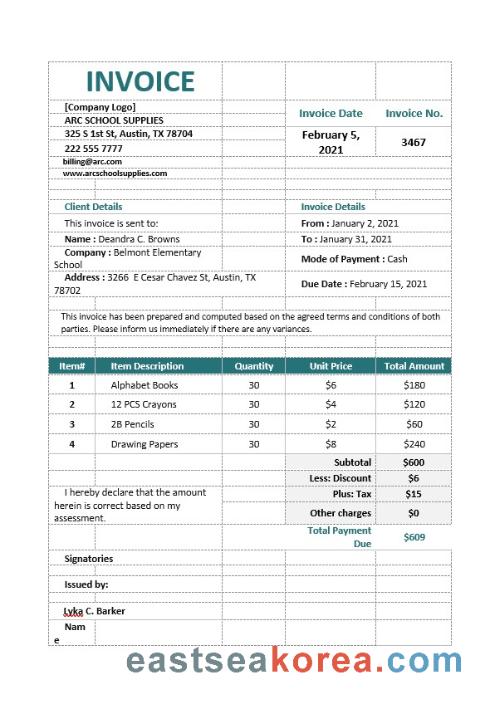 INVOICE
[Company Logo]
ARC SCHOOL SUPPLIES
325 S 1st St, Austin, TX 78704
222 555 7777
billing@arc.com
www.arcschoolsupplies.com
Invoice Date Invoice No.
February 5,
2021
3467
Client Details
This invoice is sent to:
Name : Deandra C. Browns
Company : Belmont Elementary
School
Address : 3266 E Cesar Chavez St, Austin, TX
78702
Invoice Details
From : January 2, 2021
To : January 31, 2021
Mode of Payment : Cash
Due Date : February 15, 2021
This invoice has been prepared and computed based on the agreed terms and conditions of both
parties. Please inform us immediately if there are any variances.
Item# Item Description Quantity Unit Price Total Amount
1 Alphabet Books 30 $6 $180
2 12 PCS Crayons 30 $4 $120
3 2B Pencils 30 $2 $60
4 Drawing Papers 30 $8 $240
Subtotal $600
Less: Discount $6
Plus: Tax $15
Other charges $0
Total Payment
Due
$609
I hereby declare that the amount
herein is correct based on my
assessment.
Signatories
Issued by:
Lyka C. Barker
Nam
e
eastseakorea.com